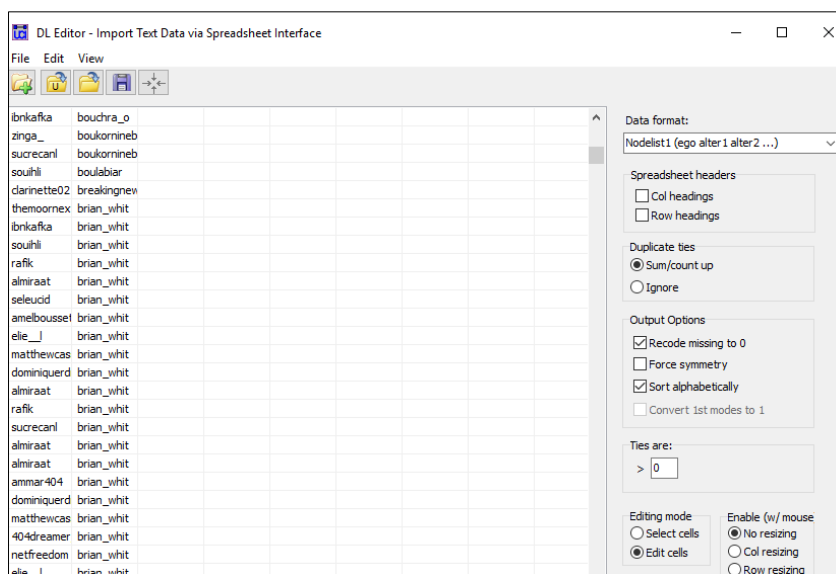 DL Editor - Import Text Data via Spreadsheet Interface
File Edit View
ibnkafka bouchra_o
zinga_ boukornineb
sucrecanl boukornineb
souihli boulabiar
clarinette02 breakingnew
themoornex brian_whit
ibnkafka brian_whit
souihli brian_whit
rafik brian_whit
almiraat brian_whit
seleucid brian_whit
amelbousset brian_whit
elie__l brian_whit
matthewcas brian_whit
dominiquerd brian_whit
almiraat brian_whit
rafik brian_whit
sucrecanl brian_whit
almiraat brian_whit
almiraat brian_whit
ammar404 brian_whit
dominiquerd brian_whit
matthewcas brian_whit
404dreamer brian_whit
netfreedom brian_whit
elie__l brian_whit
Data format:
Nodelist1 (ego alter1 alter2 ...)
Spreadsheet headers
Col headings
Row headings
Duplicate ties
Sum/count up
Ignore
Output Options
Recode missing to 0
Force symmetry
Sort alphabetically
Convert 1st modes to 1
Ties are:
> 0
Editing mode
Select cells
Edit cells
Enable (w/ mouse
No resizing
Col resizing
Row resizing